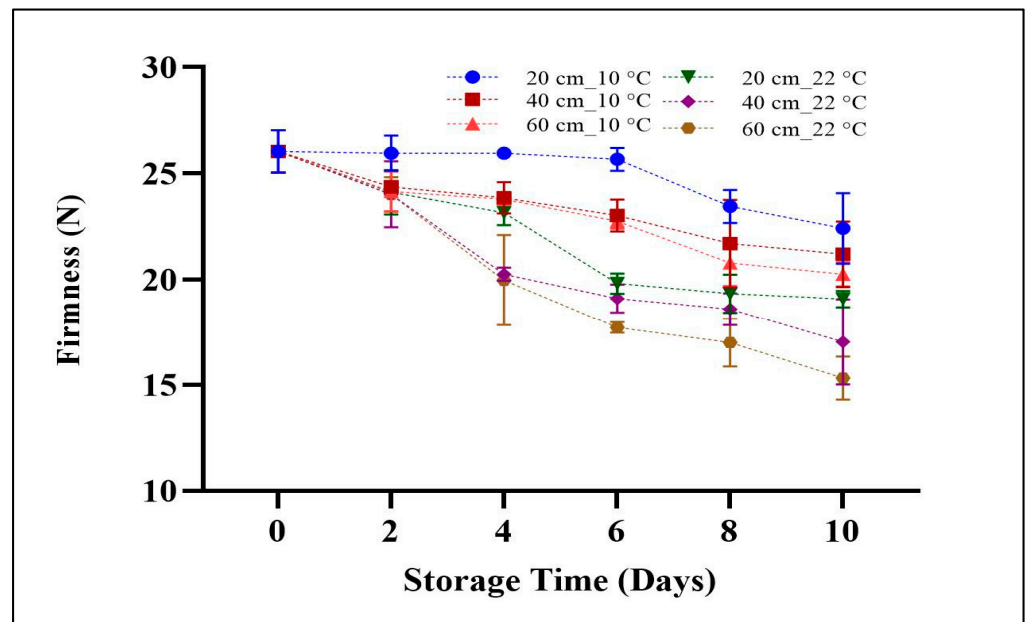 30
25
20
15
10
Firmness (N)
20 cm_10 °C
40 cm_10 °C
60 cm_10 °C
20 cm_22 °C
40 cm_22 °C
60 cm_22 °C
0 2 4 6 8 10
Storage Time (Days)